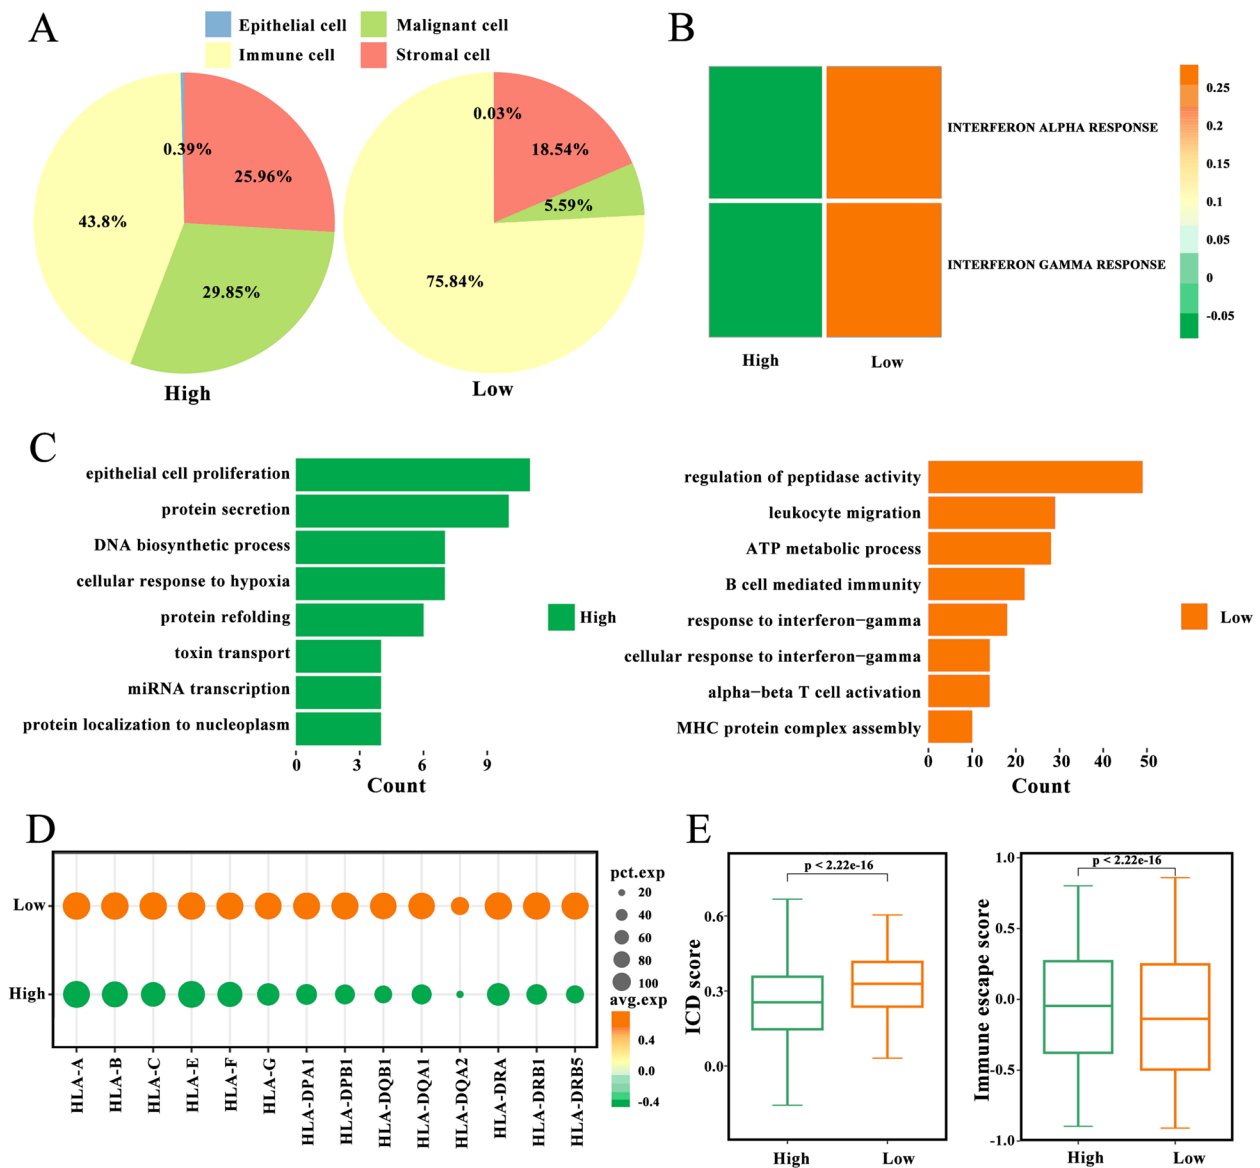 A
Epithelial cell
Malignant cell
Immune cell
Stromal cell
0.39%
25.96%
43.8%
29.85%
High
0.03%
18.54%
5.59%
75.84%
Low
B
INTERFERON ALPHA RESPONSE
INTERFERON GAMMA RESPONSE
High
Low
0.25
0.2
0.15
0.1
0.05
0
-0.05
C
epithelial cell proliferation
protein secretion
DNA biosynthetic process
cellular response to hypoxia
protein refolding
toxin transport
miRNA transcription
protein localization to nucleoplasm
0 3 6 9
Count
High
regulation of peptidase activity
leukocyte migration
ATP metabolic process
B cell mediated immunity
response to interferon−gamma
cellular response to interferon−gamma
alpha−beta T cell activation
MHC protein complex assembly
0 10 20 30 40 50
Count
Low
D
Low
High
HLA-A
HLA-B
HLA-C
HLA-E
HLA-F
HLA-G
HLA-DPA1
HLA-DPB1
HLA-DQB1
HLA-DQA1
HLA-DQA2
HLA-DRA
HLA-DRB1
HLA-DRB5
pct.exp
20
40
60
80
100
avg.exp
0.4
0.0
-0.4
E
p < 2.22e-16
ICD score
0.6
0.3
0.0
High
Low
p < 2.22e-16
Immune escape score
1.0
0.5
0.0
-0.5
-1.0
High
Low